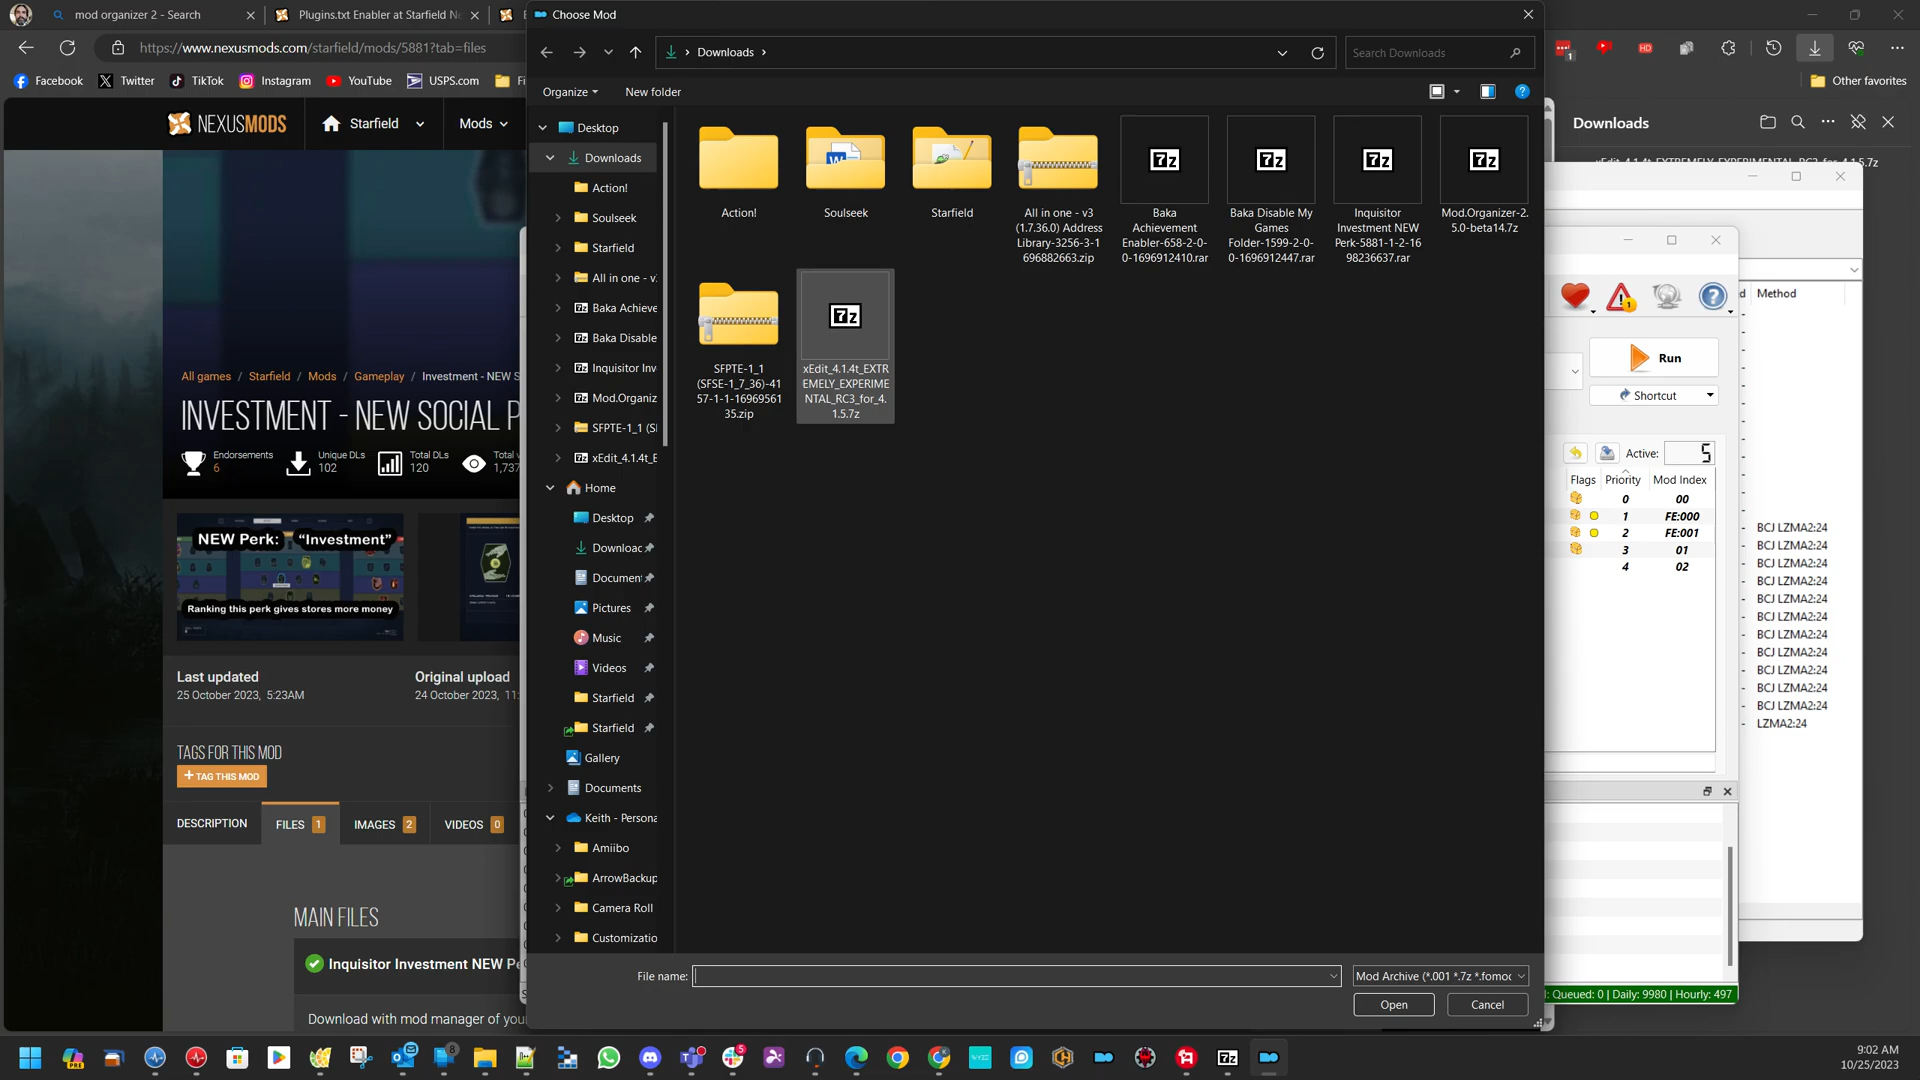 mod organizer 2 - Search
Plugins.txt Enabler at Starfield
Choose Mod
https://www.nexusmods.com/starfield/mods/5881?tab=files
Downloads
Search Downloads
HD
1
Facebook
Twitter
TikTok
Instagram
YouTube
USPS.com
Other favorites
Organize
New folder
NEXUSMODS
Starfield
Mods
Downloads
Desktop
Downloads
Action!
Soulseek
Starfield
All in one - v
Baka Achieve
Baka Disable
Inquisitor Inv
Mod.Organiz
SFPTE-1_1 (S
xEdit_4.1.4t_E
Home
Desktop
Downloac
Document
Pictures
Music
Videos
Starfield
Starfield
Gallery
Documents
Keith - Persona
Amiibo
ArrowBackup
Camera Roll
Customizatio
Action!
Soulseek
Starfield
All in one - v3
(1.7.36.0) Address
Library-3256-3-1
696882663.zip
7z
Baka
Achievement
Enabler-658-2-0-
0-1696912410.rar
7z
Baka Disable My
Games
Folder-1599-2-0-
0-1696912447.rar
7z
Inquisitor
Investment NEW
Perk-5881-1-2-16
98236637.rar
7z
Mod.Organizer-2.
5.0-beta14.7z
SFPTE-1_1
(SFSE-1_7_36)-41
57-1-1-16969561
35.zip
7z
xEdit_4.1.4t_EXTR
EMELY_EXPERIME
NTAL_RC3_for_4.
1.5.7z
File name:
Mod Archive (*.001 *.7z *.fomoc
Open
Cancel
All games / Starfield / Mods / Gameplay / Investment - NEW S
INVESTMENT - NEW SOCIAL P
Endorsements
6
Unique DLs
102
Total DLs
120
Total v
1,737
NEW Perk: “Investment”
Ranking this perk gives stores more money
Last updated
25 October 2023, 5:23AM
Original upload
24 October 2023, 11:
TAGS FOR THIS MOD
+ TAG THIS MOD
DESCRIPTION
FILES 1
IMAGES 2
VIDEOS 0
MAIN FILES
Inquisitor Investment NEW Pe
Download with mod manager of you
Method
Run
Shortcut
Active: 5
Flags Priority Mod Index
0 00
1 FE:000
2 FE:001
3 01
4 02
BCJ LZMA2:24
BCJ LZMA2:24
BCJ LZMA2:24
BCJ LZMA2:24
BCJ LZMA2:24
BCJ LZMA2:24
BCJ LZMA2:24
BCJ LZMA2:24
BCJ LZMA2:24
BCJ LZMA2:24
BCJ LZMA2:24
LZMA2:24
Queued: 0 | Daily: 9980 | Hourly: 497
9:02 AM
10/25/2023